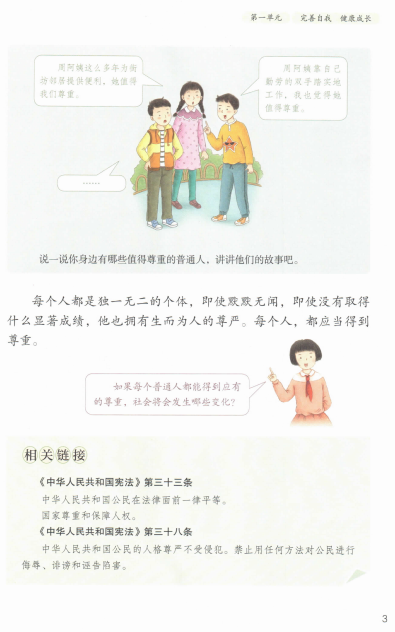 第一单元 完善自我 健康成长
周阿姨这么多年为街
坊邻居提供便利，她值得
我们尊重。
周阿姨靠自己
勤劳的双手踏实地
工作，我也觉得她
值得尊重。
……
说一说你身边有哪些值得尊重的普通人，讲讲他们的故事吧。
每个人都是独一无二的个体，即使默默无闻，即使没有取得
什么显著成绩，他也拥有生而为人的尊严。每个人，都应当得到
尊重。
如果每个普通人都能得到应有
的尊重，社会将会发生哪些变化？
相关链接
《中华人民共和国宪法》第三十三条
中华人民共和国公民在法律面前一律平等。
国家尊重和保障人权。
《中华人民共和国宪法》第三十八条
中华人民共和国公民的人格尊严不受侵犯。禁止用任何方法对公民进行
侮辱、诽谤和诬告陷害。
3